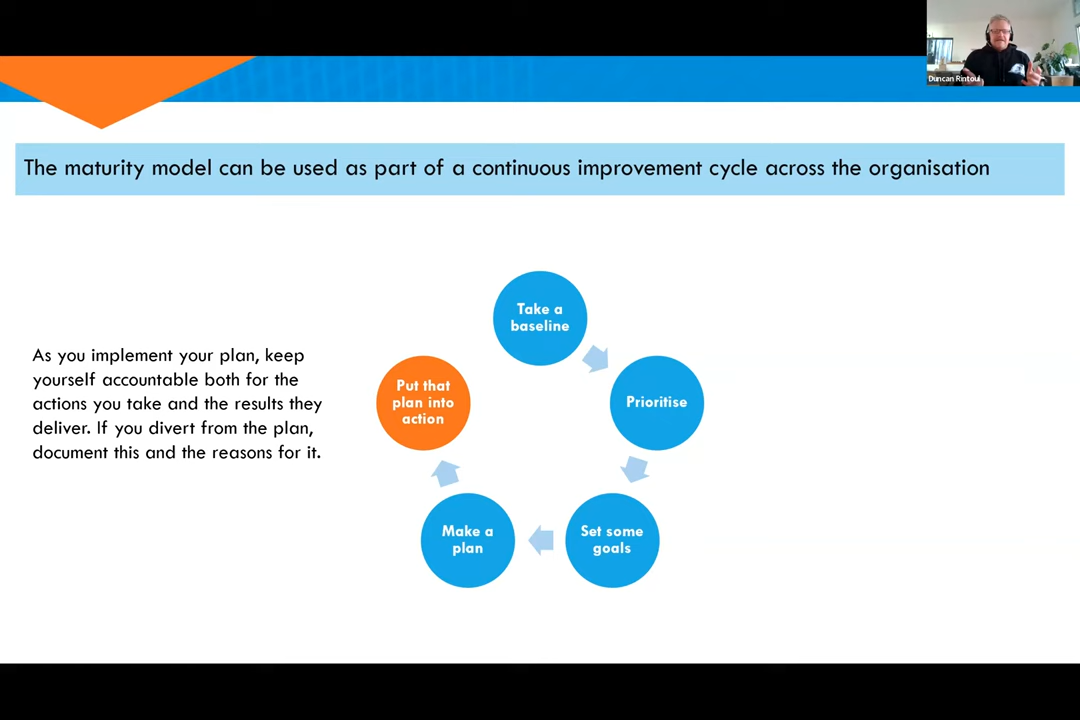 Duncan Rintoul
The maturity model can be used as part of a continuous improvement cycle across the organisation
Take a
baseline
As you implement your plan, keep
yourself accountable both for the
actions you take and the results they
deliver. If you divert from the plan,
document this and the reasons for it.
Put that
plan into
action
Prioritise
Make a
plan
Set some
goals